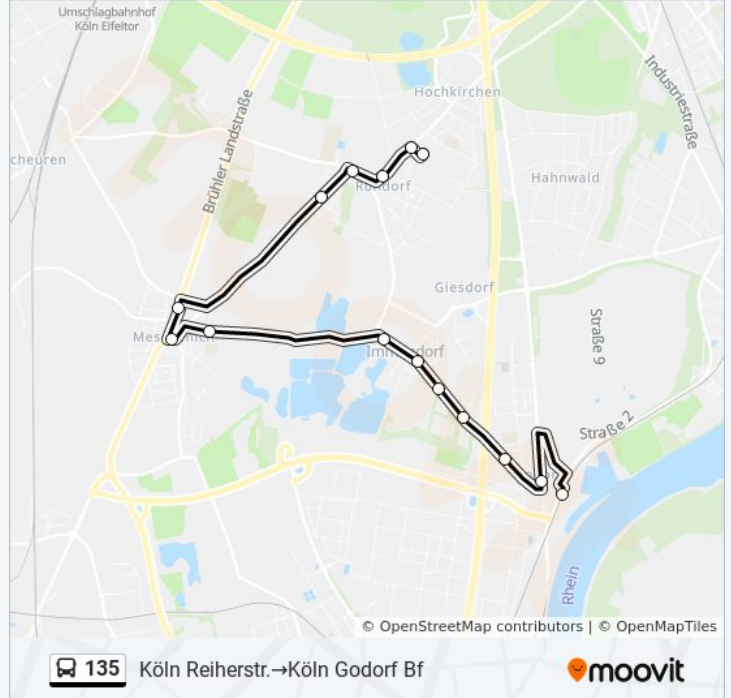 Umschlagbahnhof
Köln Eifeltor
Hochkirchen
Industriestraße
cheuren
Brühler Landstraße
Hahnwald
Rondorf
Giesdorf
Straße 9
Immendorf
Straße 2
Rhein
© OpenStreetMap contributors | © OpenMapTiles
135 Köln Reiherstr.→Köln Godorf Bf
moovit